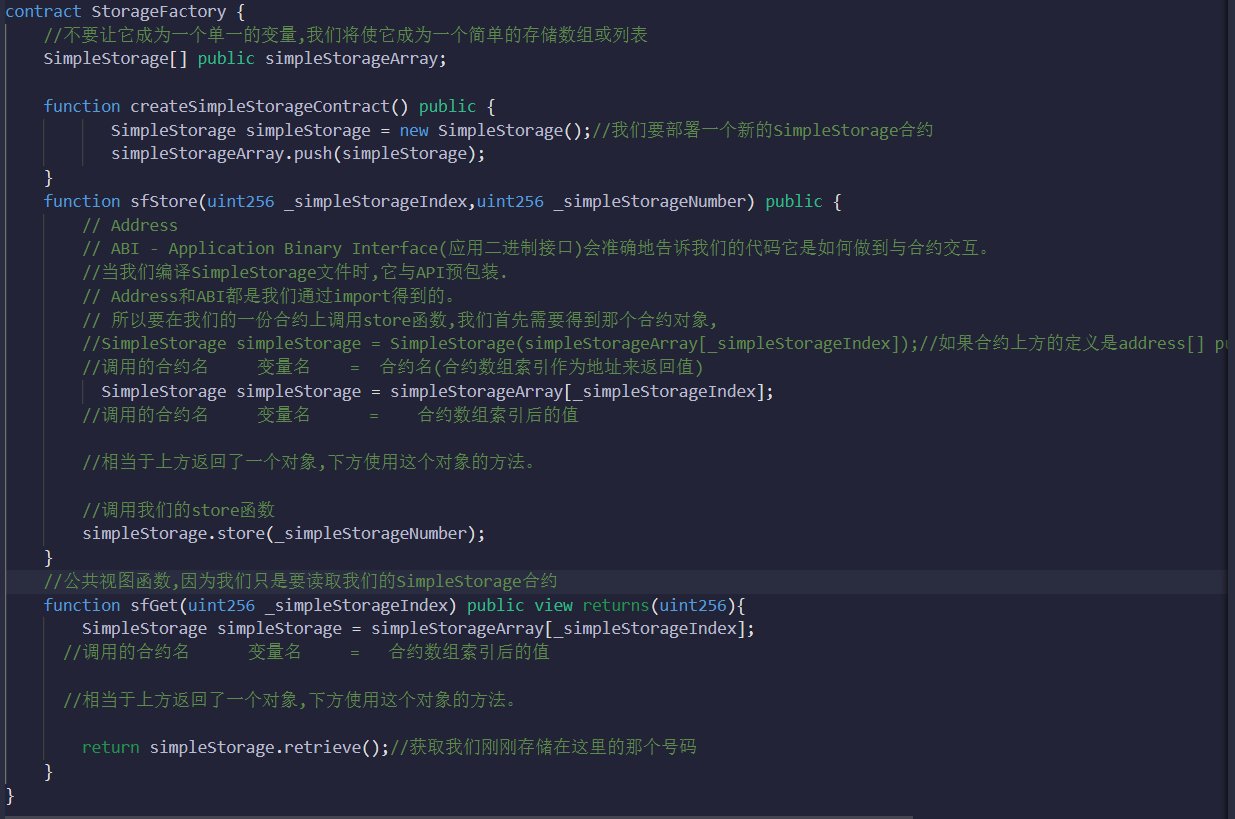 contract StorageFactory {
//不要让它成为一个单一的变量,我们将使它成为一个简单的存储数组或列表
SimpleStorage[] public simpleStorageArray;
function createSimpleStorageContract() public {
SimpleStorage simpleStorage = new SimpleStorage();//我们要部署一个新的SimpleStorage合约
simpleStorageArray.push(simpleStorage);
}
function sfStore(uint256 _simpleStorageIndex,uint256 _simpleStorageNumber) public {
// Address
// ABI - Application Binary Interface(应用二进制接口)会准确地告诉我们的代码它是如何做到与合约交互。
//当我们编译SimpleStorage文件时,它与API预包装.
// Address和ABI都是我们通过import得到的。
// 所以要在我们的一份合约上调用store函数,我们首先需要得到那个合约对象,
//SimpleStorage simpleStorage = SimpleStorage(simpleStorageArray[_simpleStorageIndex]);//如果合约上方的定义是address[] pu
//调用的合约名 变量名 = 合约名(合约数组索引作为地址来返回值)
SimpleStorage simpleStorage = simpleStorageArray[_simpleStorageIndex];
//调用的合约名 变量名 = 合约数组索引后的值
//相当于上方返回了一个对象,下方使用这个对象的方法。
//调用我们的store函数
simpleStorage.store(_simpleStorageNumber);
}
//公共视图函数,因为我们只是要读取我们的SimpleStorage合约
function sfGet(uint256 _simpleStorageIndex) public view returns(uint256){
SimpleStorage simpleStorage = simpleStorageArray[_simpleStorageIndex];
//调用的合约名 变量名 = 合约数组索引后的值
//相当于上方返回了一个对象,下方使用这个对象的方法。
return simpleStorage.retrieve();//获取我们刚刚存储在这里的那个号码
}
}